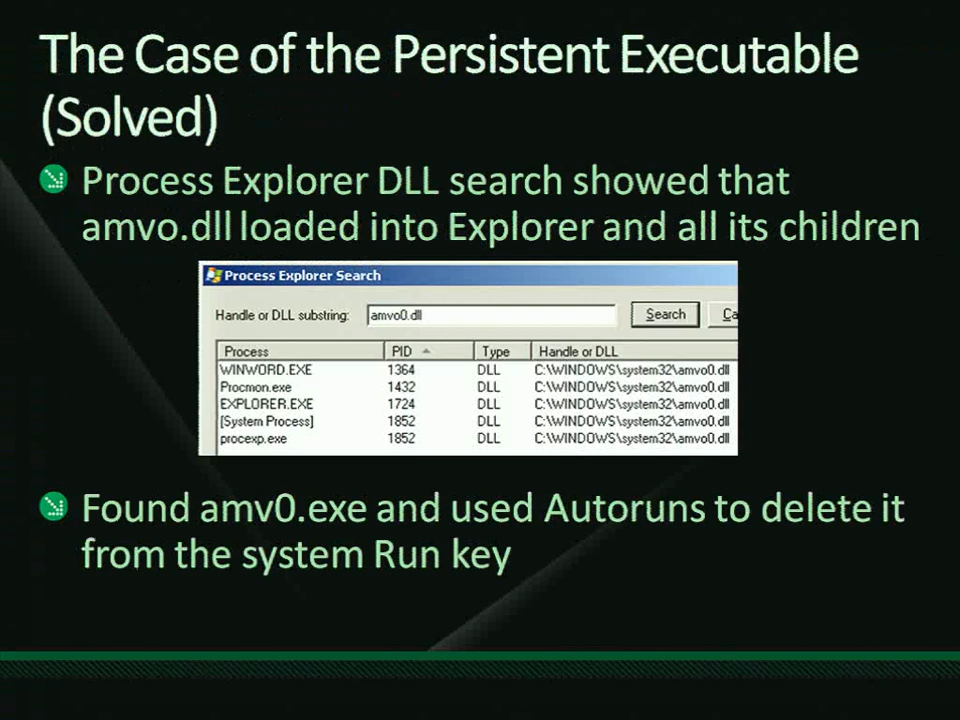 The Case of the Persistent Executable
(Solved)
Process Explorer DLL search showed that
amvo.dll loaded into Explorer and all its children
Process Explorer Search
Handle or DLL substring: amvo0.dll Search Ca
Process PID Type Handle or DLL
WINWORD.EXE 1364 DLL C:\WINDOWS\system32\amvo0.dll
Procmon.exe 1432 DLL C:\WINDOWS\system32\amvo0.dll
EXPLORER.EXE 1724 DLL C:\WINDOWS\system32\amvo0.dll
[System Process] 1852 DLL C:\WINDOWS\system32\amvo0.dll
procexp.exe 1852 DLL C:\WINDOWS\system32\amvo0.dll
Found amv0.exe and used Autoruns to delete it
from the system Run key